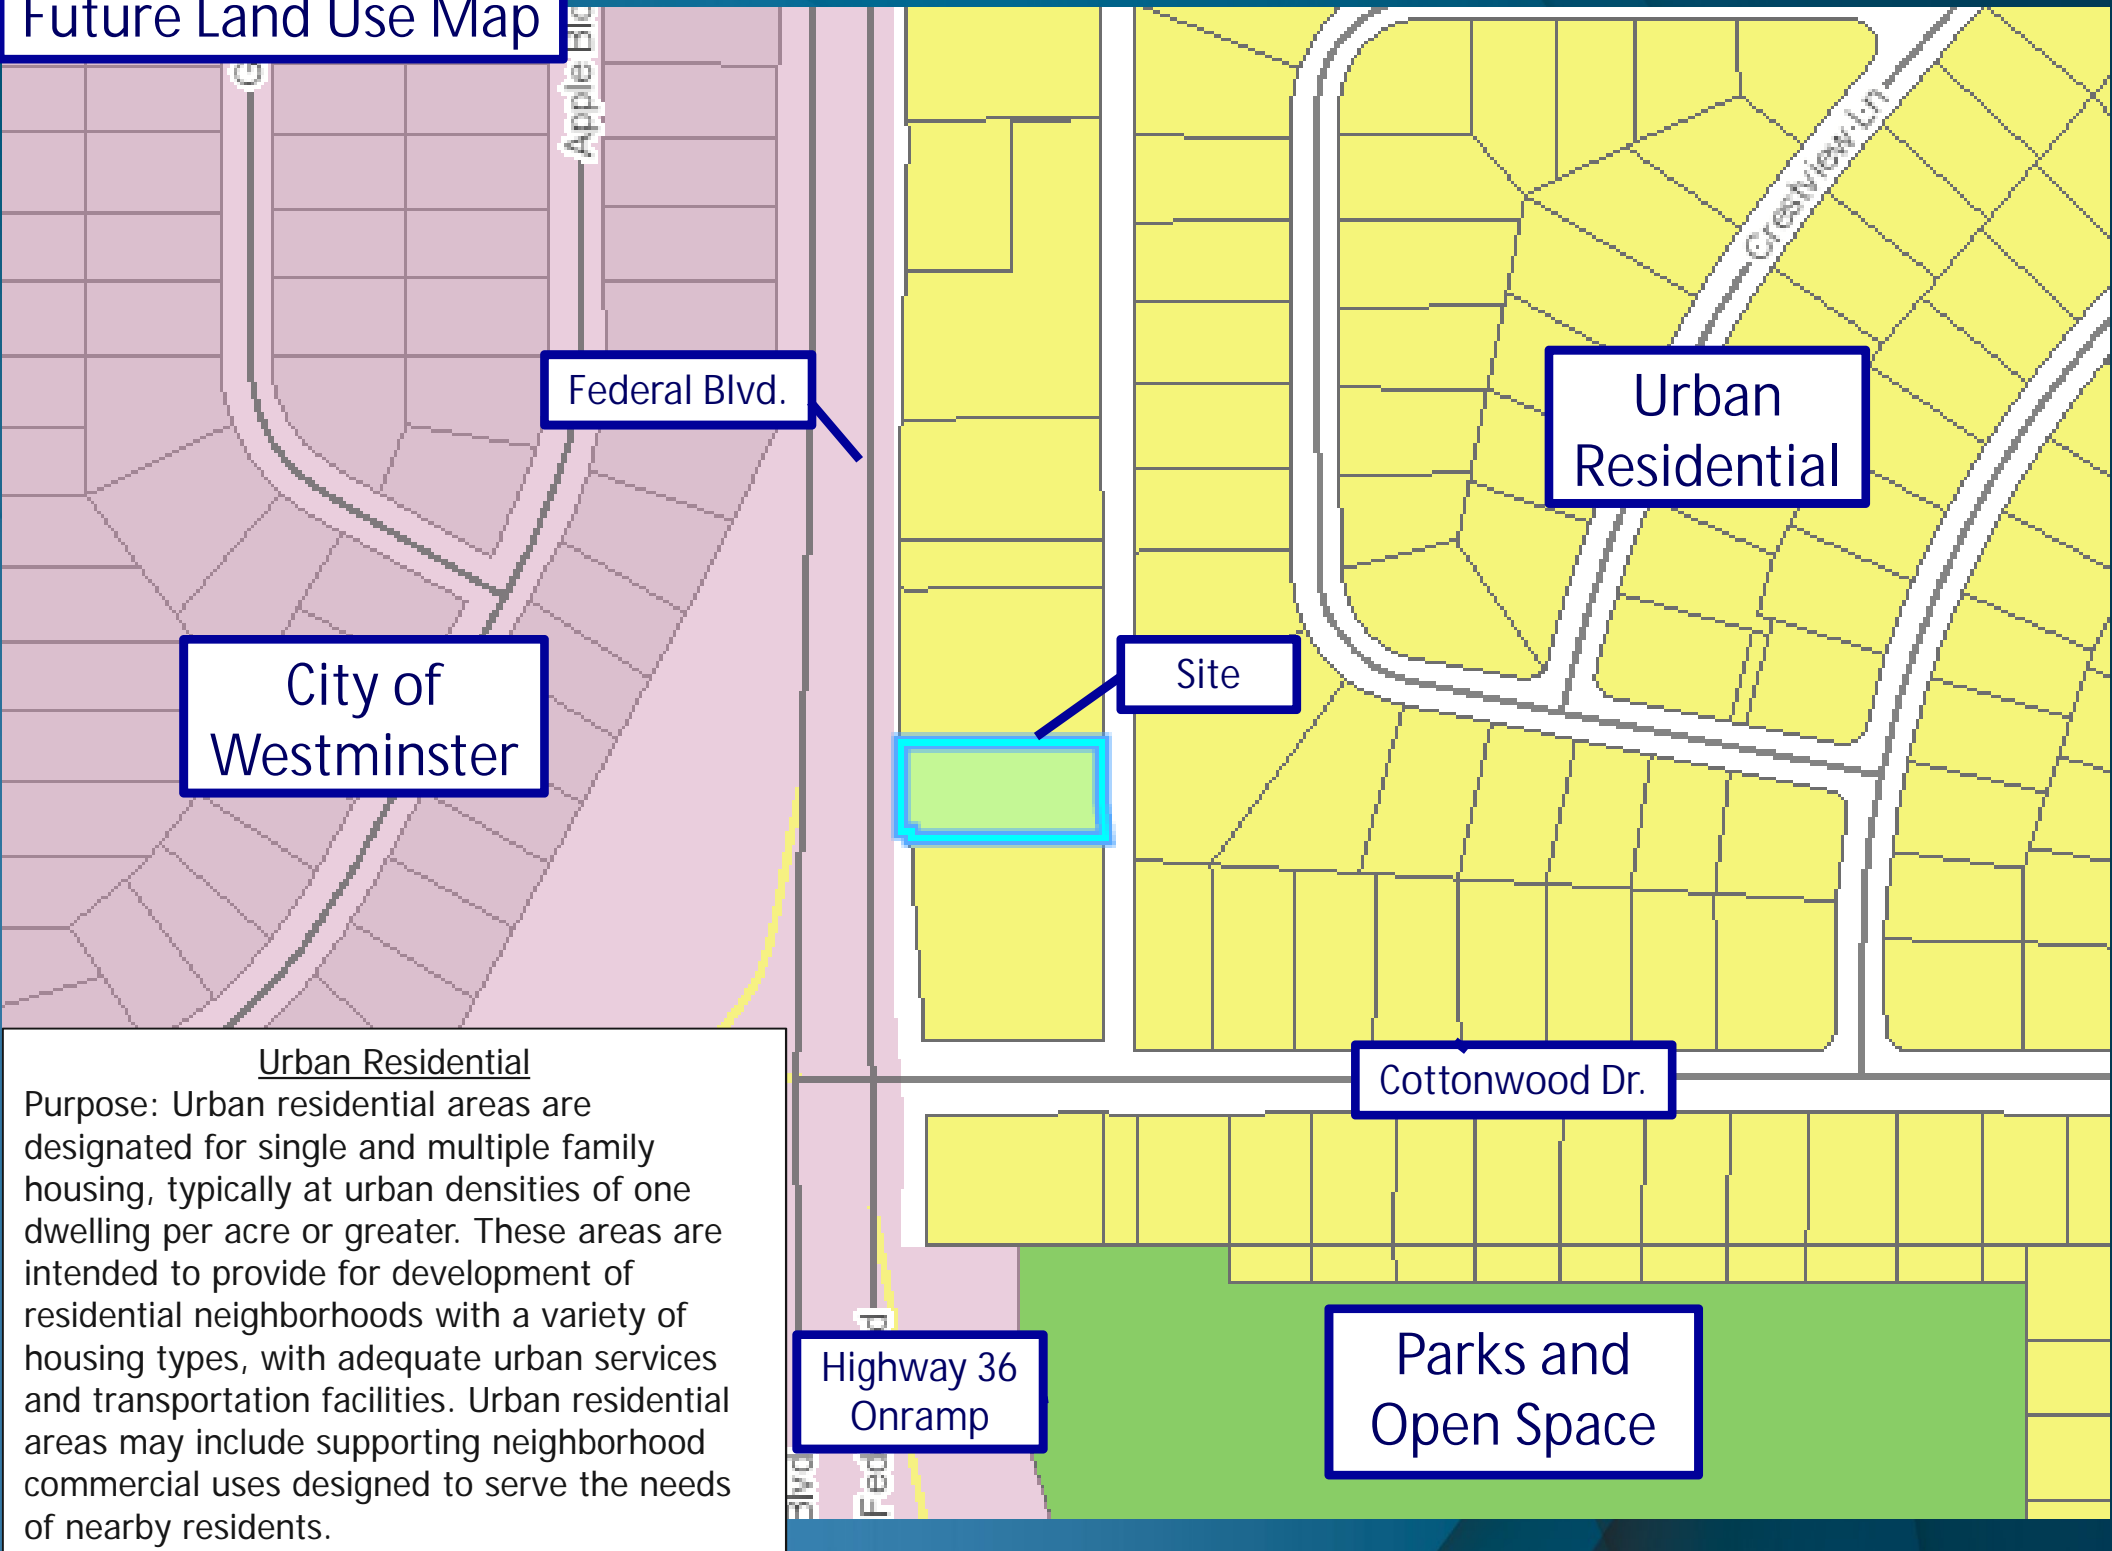 Future Land Use Map
G
Apple Blo
Crestview Ln
Federal Blvd.
Urban
Residential
Site
City of
Westminster
Cottonwood Dr.
Urban Residential
Purpose: Urban residential areas are
designated for single and multiple family
housing, typically at urban densities of one
dwelling per acre or greater. These areas are
intended to provide for development of
residential neighborhoods with a variety of
housing types, with adequate urban services
and transportation facilities. Urban residential
areas may include supporting neighborhood
commercial uses designed to serve the needs
of nearby residents.
Highway 36
Onramp
Parks and
Open Space
Blvd
Fed
d